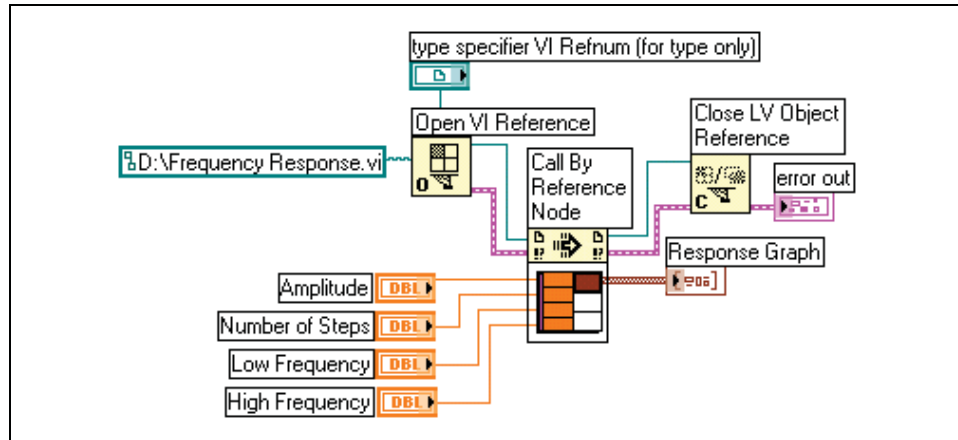 type specifier VI Refnum (for type only)
Open VI Reference
D:\Frequency Response.vi
O
Call By
Reference
Node
Close LV Object
Reference
C
error out
!?
!?
Response Graph
Amplitude
DBL
Number of Steps
DBL
Low Frequency
DBL
High Frequency
DBL